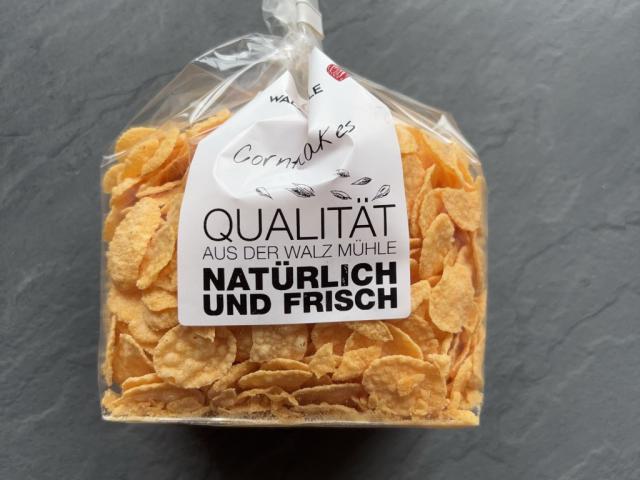 Cornflakes
QUALITÄT
AUS DER WALZ MÜHLE
NATÜRLICH
UND FRISCH